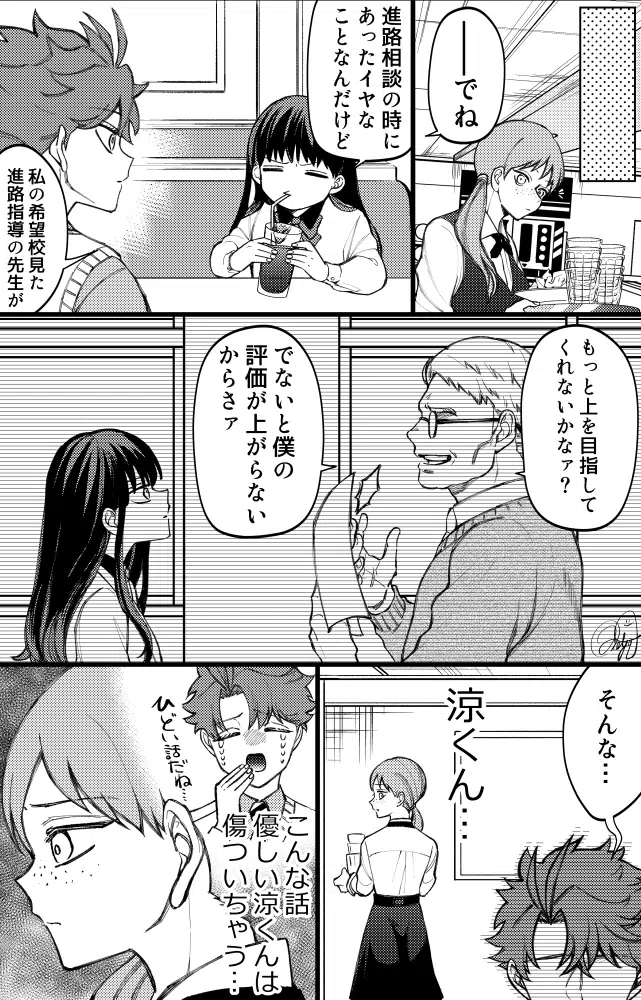 ――でね
進路相談の時に
あったイヤな
ことなんだけど
私の希望校見た
進路指導の先生が
もっと上を目指して
くれないかなァ?
でないと僕の
評価が上がらない
からさァ
そんな…
涼くん…
ひどい話だね…
こんな話
優しい涼くんは
傷ついちゃう…